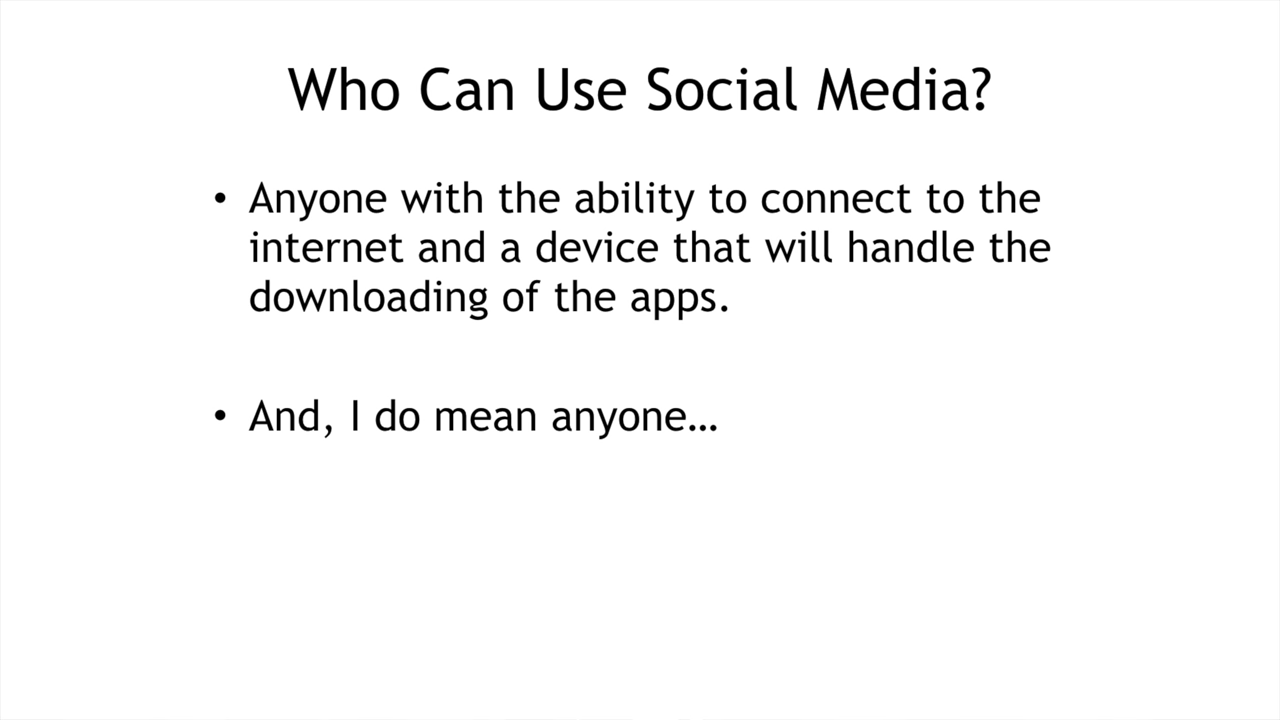 Who Can Use Social Media?
• Anyone with the ability to connect to the
internet and a device that will handle the
downloading of the apps.
• And, I do mean anyone…